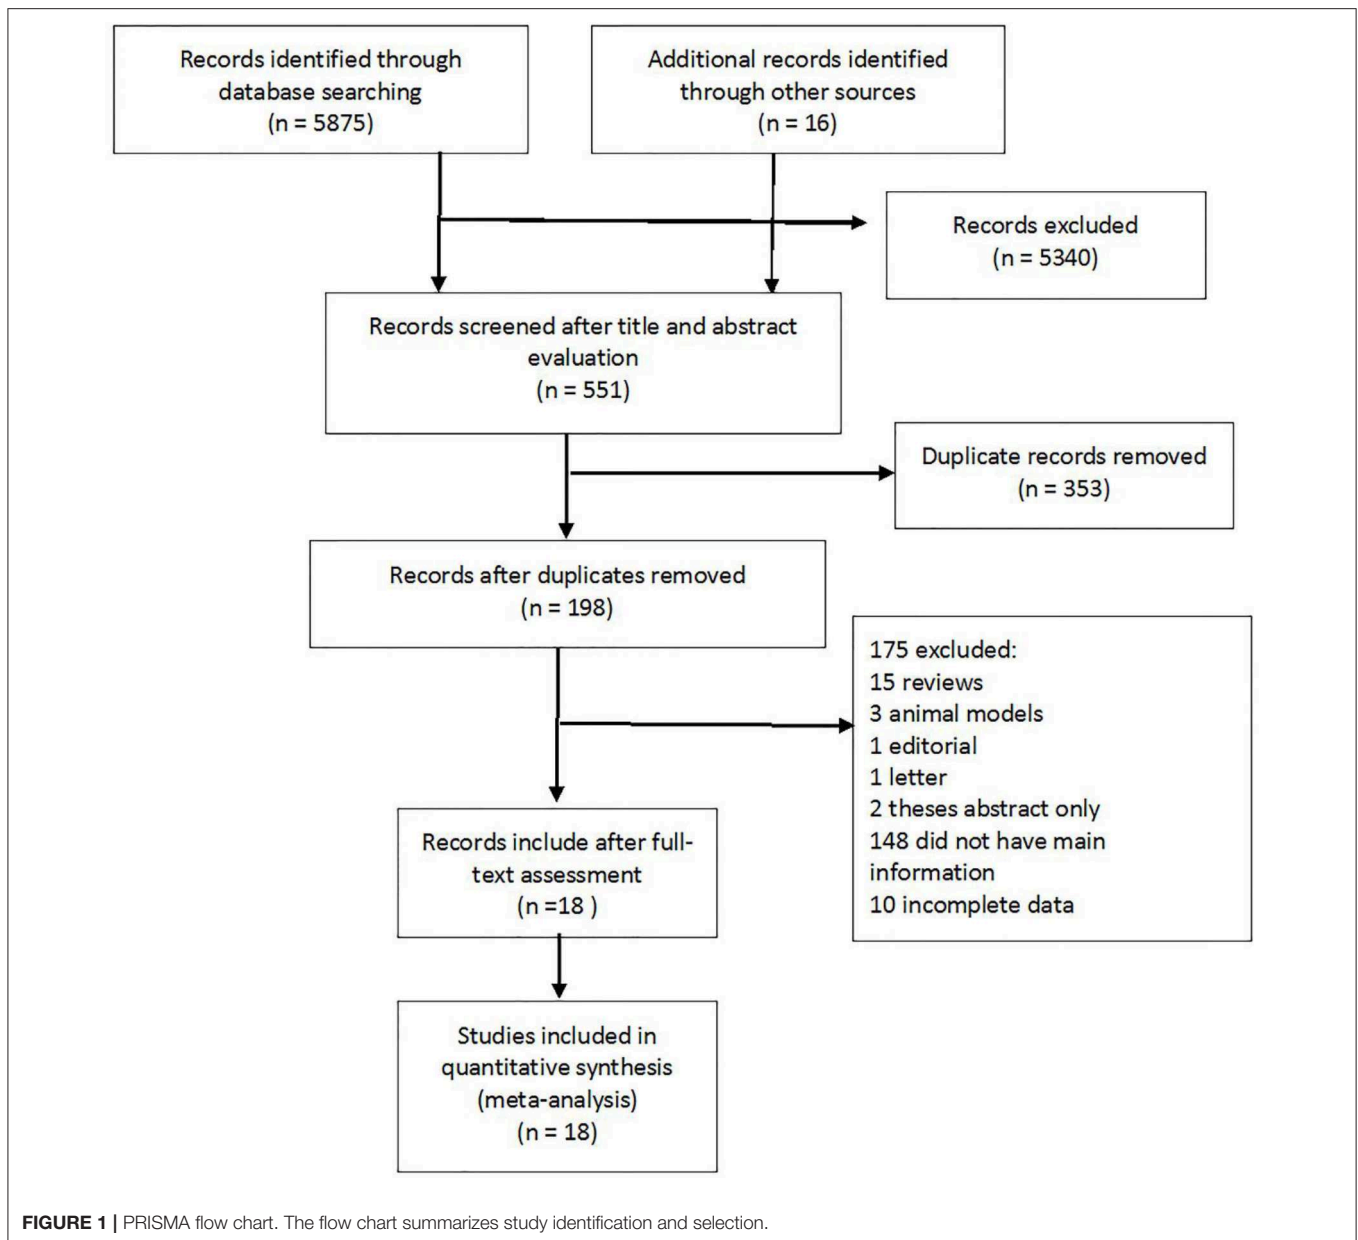 Records identified through
database searching
(n = 5875)
Additional records identified
through other sources
(n = 16)
Records excluded
(n = 5340)
Records screened after title and abstract
evaluation
(n = 551)
Duplicate records removed
(n = 353)
Records after duplicates removed
(n = 198)
175 excluded:
15 reviews
3 animal models
1 editorial
1 letter
2 theses abstract only
148 did not have main
information
10 incomplete data
Records include after full-
text assessment
(n =18 )
Studies included in
quantitative synthesis
(meta-analysis)
(n = 18)
FIGURE 1 | PRISMA flow chart. The flow chart summarizes study identification and selection.